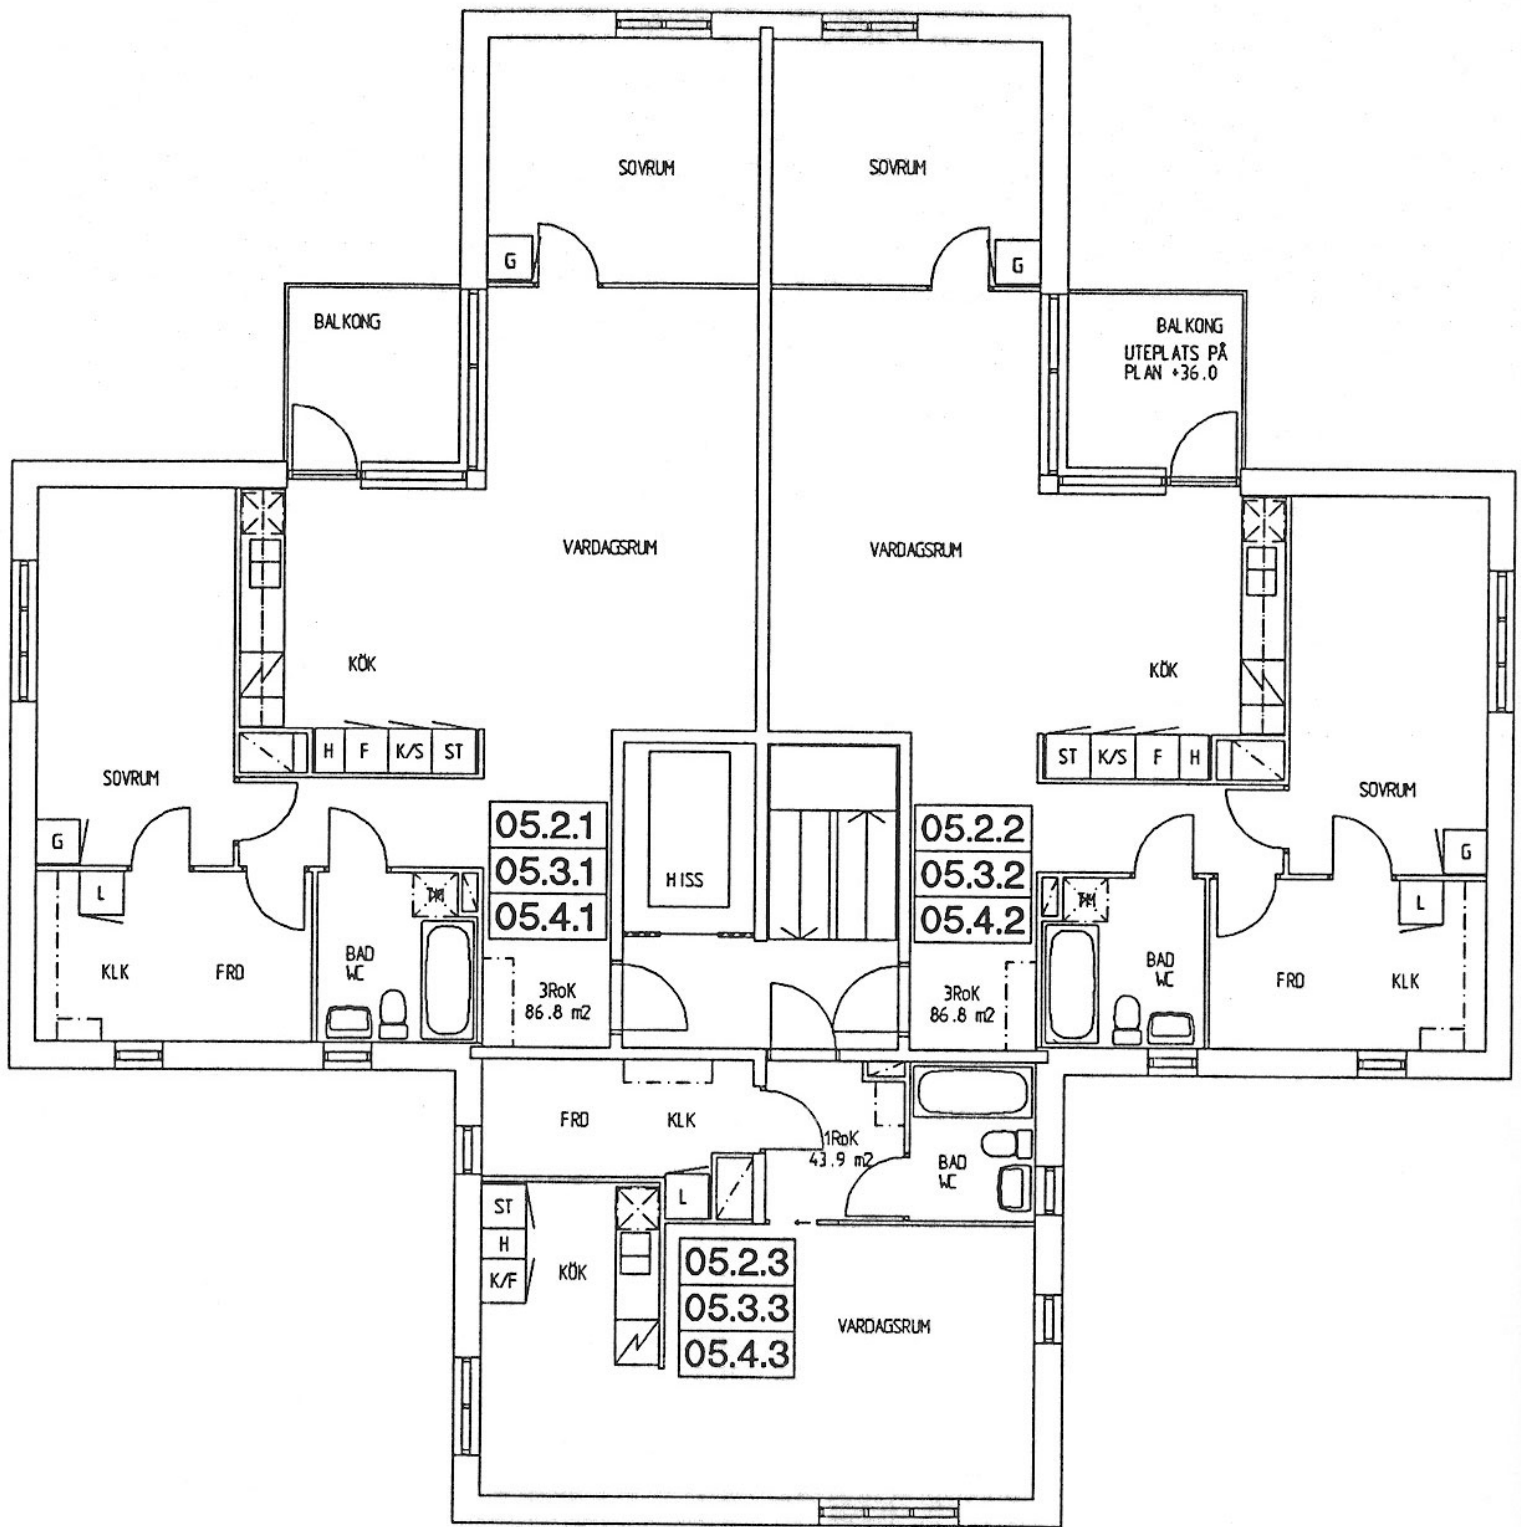 SOVRUM
SOVRUM
G
G
BALKONG
BALKONG
UTEPLATS PÅ
PLAN +36.0
VARDAGSRUM
VARDAGSRUM
KÖK
KÖK
H F K/S ST
ST K/S F H
SOVRUM
SOVRUM
G
G
05.2.1
05.3.1
05.4.1
HISS
05.2.2
05.3.2
05.4.2
L
TM
TM
L
KLK
FRD
BAD
WC
3RoK
86.8 m2
3RoK
86.8 m2
BAD
WC
FRD
KLK
FRD
KLK
1RoK
43.9 m2
BAD
WC
L
ST
H
K/F
KÖK
05.2.3
05.3.3
05.4.3
VARDAGSRUM